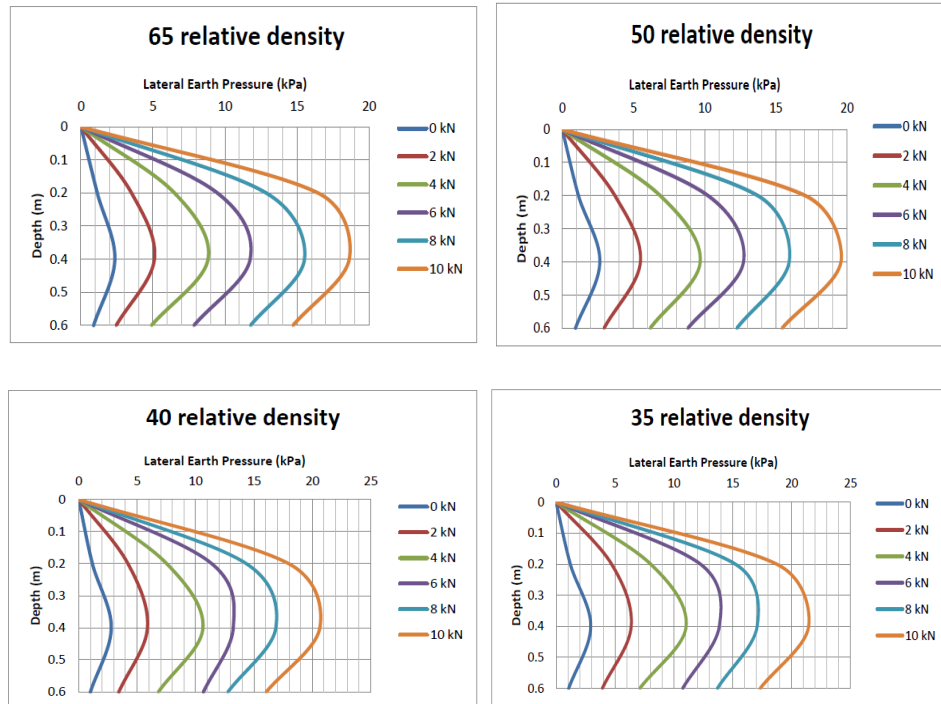 65 relative density
Lateral Earth Pressure (kPa)
0 5 10 15 20
Depth (m)
0
0.1
0.2
0.3
0.4
0.5
0.6
0 kN
2 kN
4 kN
6 kN
8 kN
10 kN
50 relative density
Lateral Earth Pressure (kPa)
0 5 10 15 20
Depth (m)
0
0.1
0.2
0.3
0.4
0.5
0.6
0 kN
2 kN
4 kN
6 kN
8 kN
10 kN
40 relative density
Lateral Earth Pressure (kPa)
0 5 10 15 20 25
Depth (m)
0
0.1
0.2
0.3
0.4
0.5
0.6
0 kN
2 kN
4 kN
6 kN
8 kN
10 kN
35 relative density
Lateral Earth Pressure (kPa)
0 5 10 15 20 25
Depth (m)
0
0.1
0.2
0.3
0.4
0.5
0.6
0 kN
2 kN
4 kN
6 kN
8 kN
10 kN